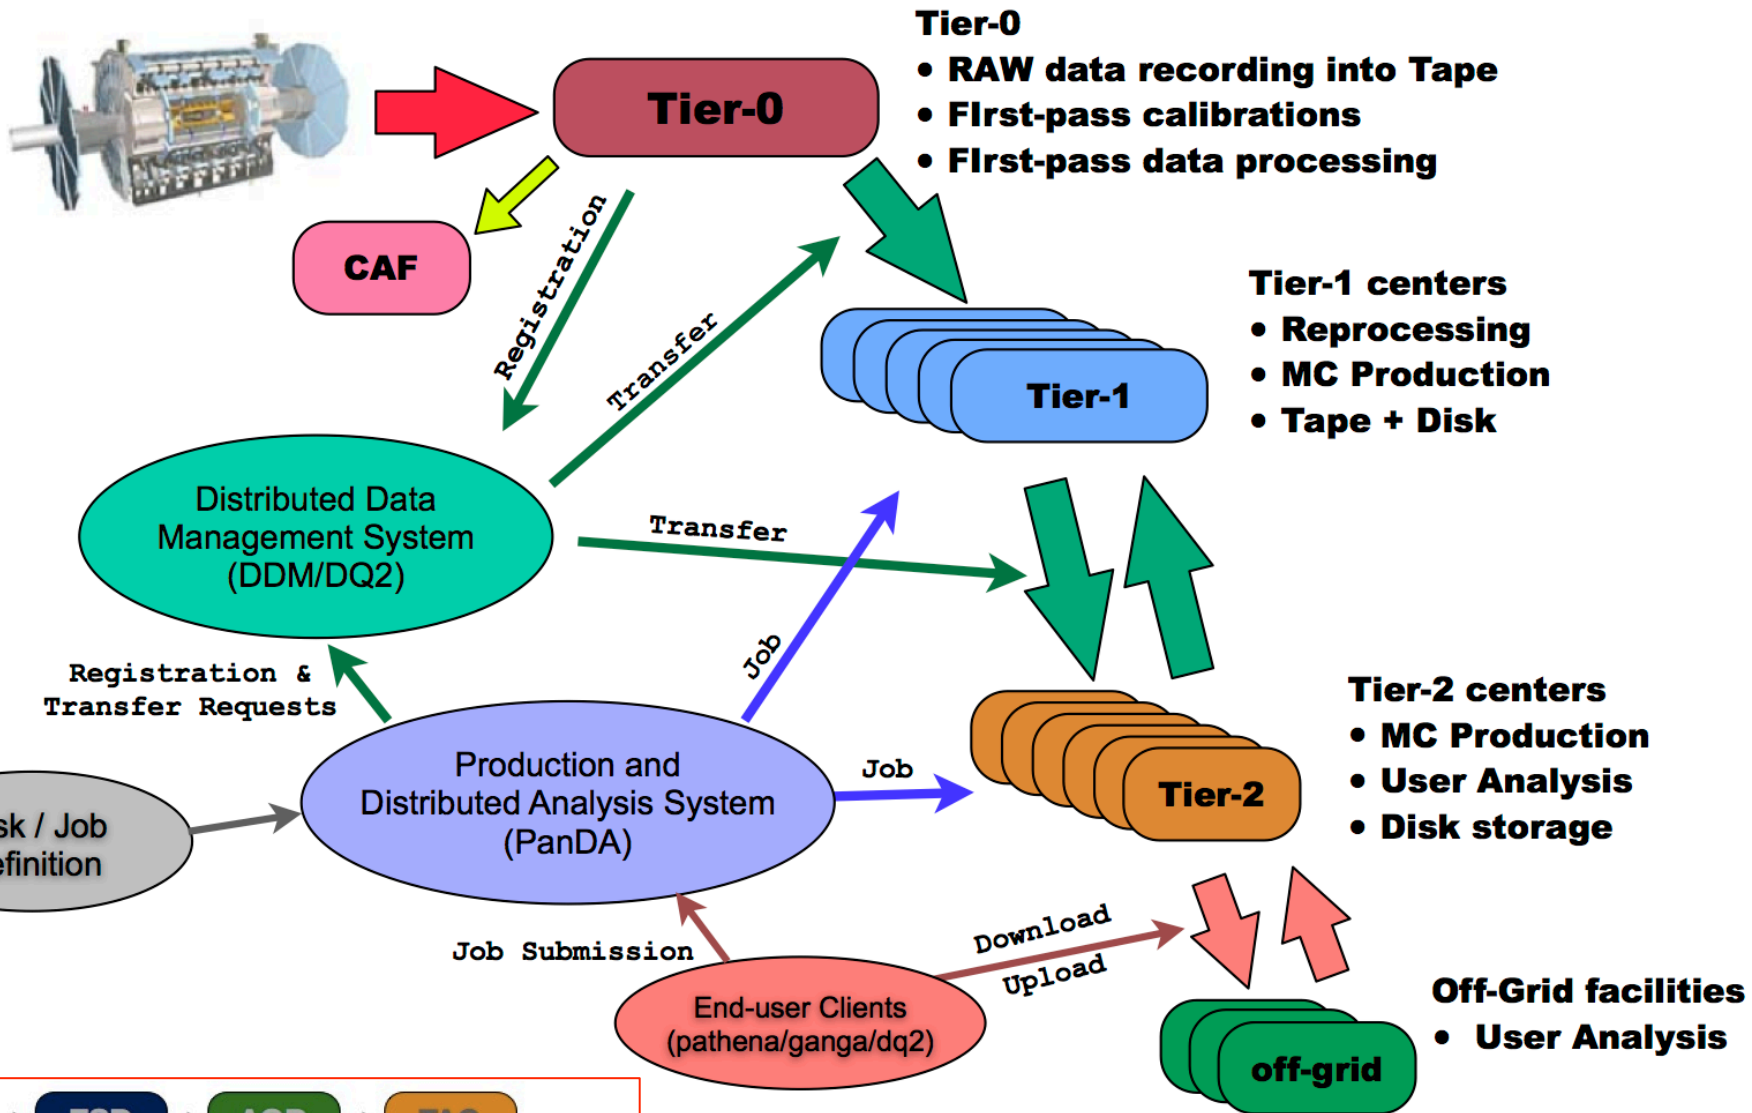 Tier-0
• RAW data recording into Tape
• FIrst-pass calibrations
• FIrst-pass data processing
Tier-0
CAF
Registration
Transfer
Tier-1 centers
• Reprocessing
• MC Production
• Tape + Disk
Tier-1
Distributed Data
Management System
(DDM/DQ2)
Transfer
Registration &
Transfer Requests
Job
Production and
Distributed Analysis System
(PanDA)
Job
Tier-2 centers
• MC Production
• User Analysis
• Disk storage
Tier-2
sk / Job
efinition
Job Submission
Download
Upload
End-user Clients
(pathena/ganga/dq2)
Off-Grid facilities
• User Analysis
off-grid